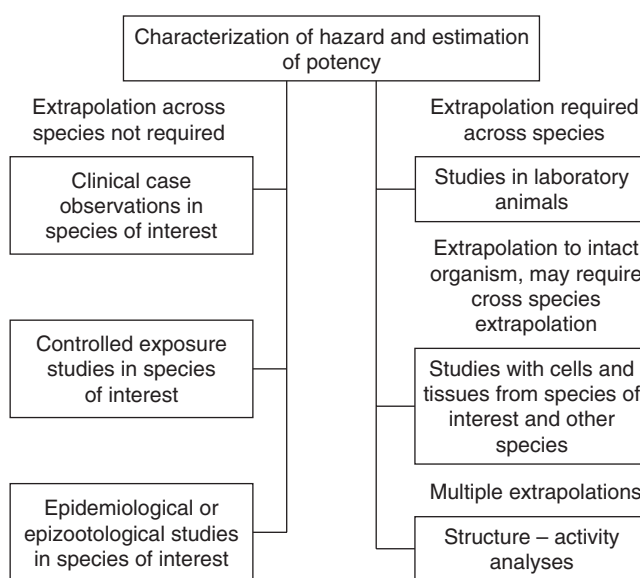 Characterization of hazard and estimation
of potency
Extrapolation across
species not required
Clinical case
observations in
species of interest
Controlled exposure
studies in species
of interest
Epidemiological or
epizootological studies
in species of interest
Extrapolation required
across species
Studies in laboratory
animals
Extrapolation to intact
organism, may require
cross species
extrapolation
Studies with cells and
tissues from species of
interest and other
species
Multiple extrapolations
Structure – activity
analyses